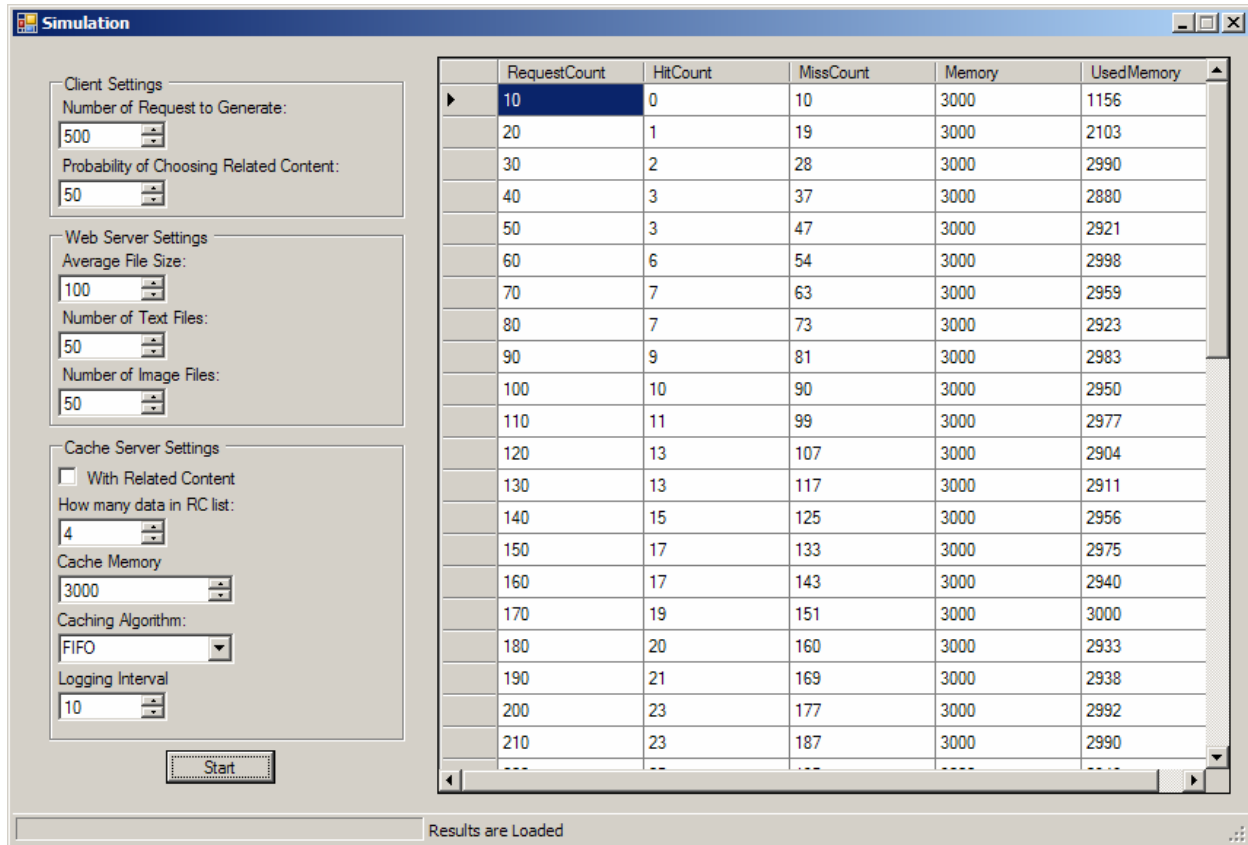 Simulation
Client Settings
Number of Request to Generate:
500
Probability of Choosing Related Content:
50
Web Server Settings
Average File Size:
100
Number of Text Files:
50
Number of Image Files:
50
Cache Server Settings
With Related Content
How many data in RC list:
4
Cache Memory
3000
Caching Algorithm:
FIFO
Logging Interval
10
Start
RequestCount HitCount MissCount Memory UsedMemory
10 0 10 3000 1156
20 1 19 3000 2103
30 2 28 3000 2990
40 3 37 3000 2880
50 3 47 3000 2921
60 6 54 3000 2998
70 7 63 3000 2959
80 7 73 3000 2923
90 9 81 3000 2983
100 10 90 3000 2950
110 11 99 3000 2977
120 13 107 3000 2904
130 13 117 3000 2911
140 15 125 3000 2956
150 17 133 3000 2975
160 17 143 3000 2940
170 19 151 3000 3000
180 20 160 3000 2933
190 21 169 3000 2938
200 23 177 3000 2992
210 23 187 3000 2990
Results are Loaded